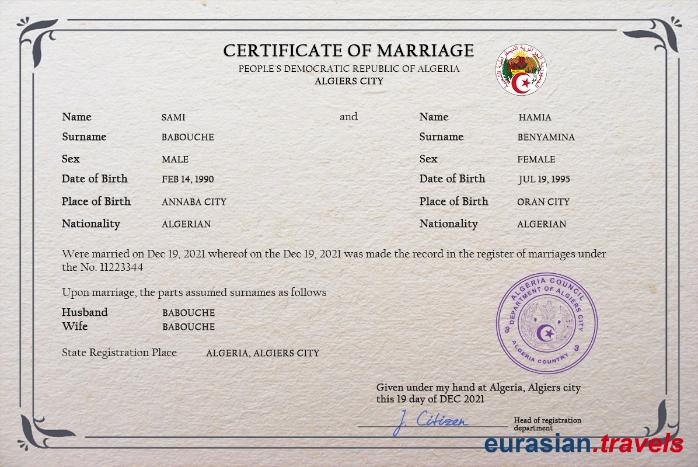 CERTIFICATE OF MARRIAGE
PEOPLE'S DEMOCRATIC REPUBLIC OF ALGERIA
ALGIERS CITY
Name SAMI and Name HAMIA
Surname BABOUCHE Surname BENYAMINA
Sex MALE Sex FEMALE
Date of Birth FEB 14, 1990 Date of Birth JUL 19, 1995
Place of Birth ANNABA CITY Place of Birth ORAN CITY
Nationality ALGERIAN Nationality ALGERIAN
Were married on Dec 19, 2021 whereof on the Dec 19, 2021 was made the record in the register of marriages under
the No. 11223344
Upon marriage, the parts assumed surnames as follows
Husband BABOUCHE
Wife BABOUCHE
State Registration Place ALGERIA, ALGIERS CITY
ALGERIA COUNCIL
DEPARTMENT OF ALGIERS CITY
ALGERIA COUNTRY
Given under my hand at Algeria, Algiers city
this 19 day of DEC 2021
J. Citizen Head of registration
department
eurasian.travels